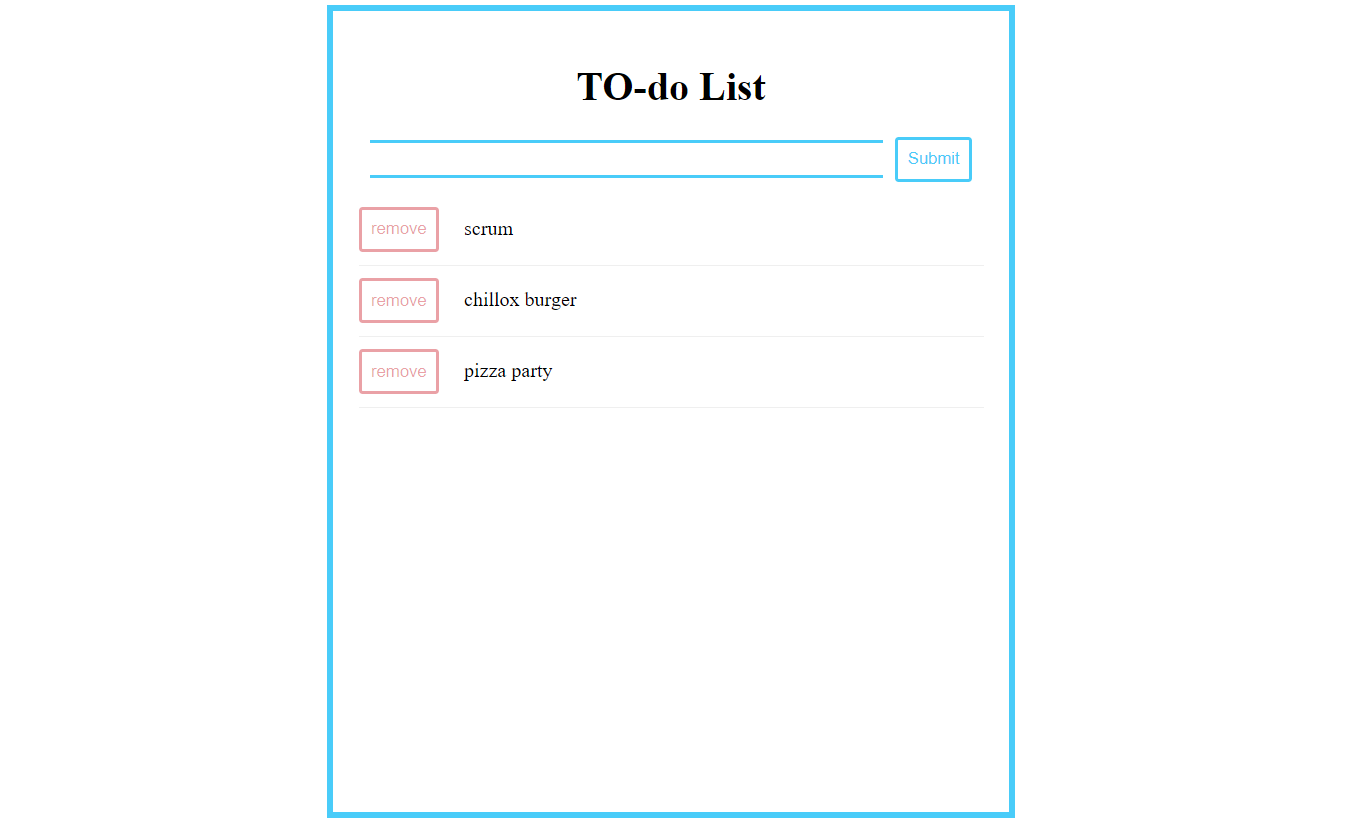 TO-do List
Submit
remove scrum
remove chillox burger
remove pizza party